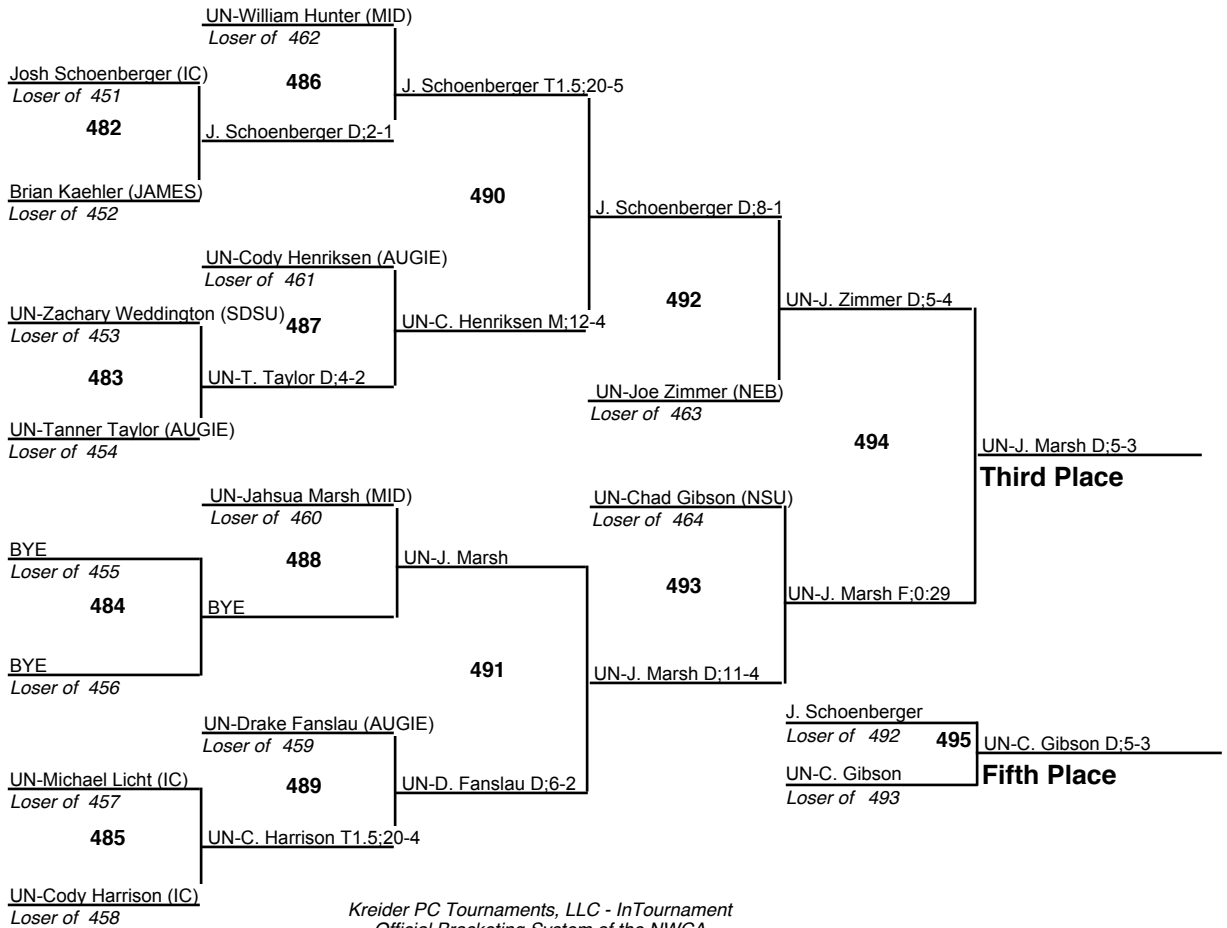 UN-William Hunter (MID)
Loser of 462
Josh Schoenberger (IC)
Loser of 451
486
J. Schoenberger T1.5;20-5
482
J. Schoenberger D;2-1
Brian Kaehler (JAMES)
Loser of 452
490
J. Schoenberger D;8-1
UN-Cody Henriksen (AUGIE)
Loser of 461
UN-Zachary Weddington (SDSU)
Loser of 453
487
UN-C. Henriksen M;12-4
492
UN-J. Zimmer D;5-4
483
UN-T. Taylor D;4-2
UN-Joe Zimmer (NEB)
Loser of 463
UN-Tanner Taylor (AUGIE)
Loser of 454
494
UN-J. Marsh D;5-3
Third Place
UN-Jahsua Marsh (MID)
Loser of 460
UN-Chad Gibson (NSU)
Loser of 464
BYE
Loser of 455
488
UN-J. Marsh
493
UN-J. Marsh F;0:29
484
BYE
BYE
Loser of 456
491
UN-J. Marsh D;11-4
UN-Drake Fanslau (AUGIE)
Loser of 459
J. Schoenberger
Loser of 492
495
UN-C. Gibson D;5-3
Fifth Place
UN-C. Gibson
Loser of 493
UN-Michael Licht (IC)
Loser of 457
489
UN-D. Fanslau D;6-2
485
UN-C. Harrison T1.5;20-4
UN-Cody Harrison (IC)
Loser of 458
Kreider PC Tournaments, LLC - InTournament
Official Bracketing System of the NWCA